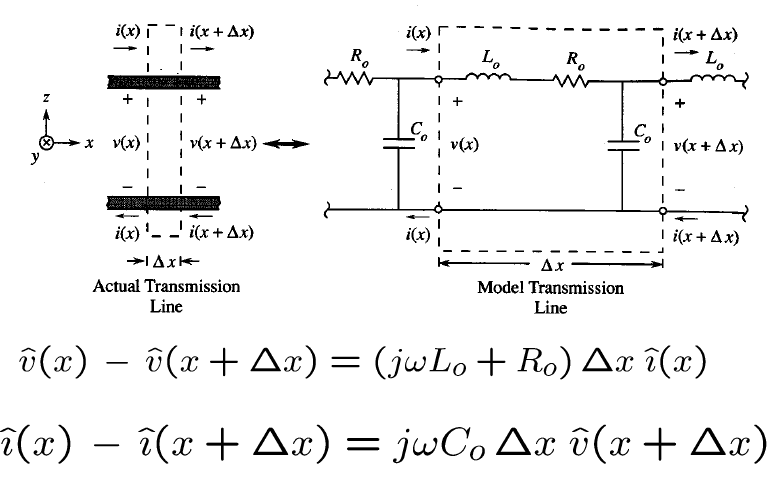 i(x) i(x + Δx)
z
y x
+ +
v(x) v(x + Δx)
− −
i(x) i(x + Δx)
Δx
Actual Transmission
Line
i(x) i(x + Δx)
R_o L_o R_o L_o
+ +
C_o v(x) C_o v(x + Δx)
− −
i(x) i(x + Δx)
Δx
Model Transmission
Line
v̂(x) − v̂(x + Δx) = (jωL_o + R_o) Δx î(x)
î(x) − î(x + Δx) = jωC_o Δx v̂(x + Δx)